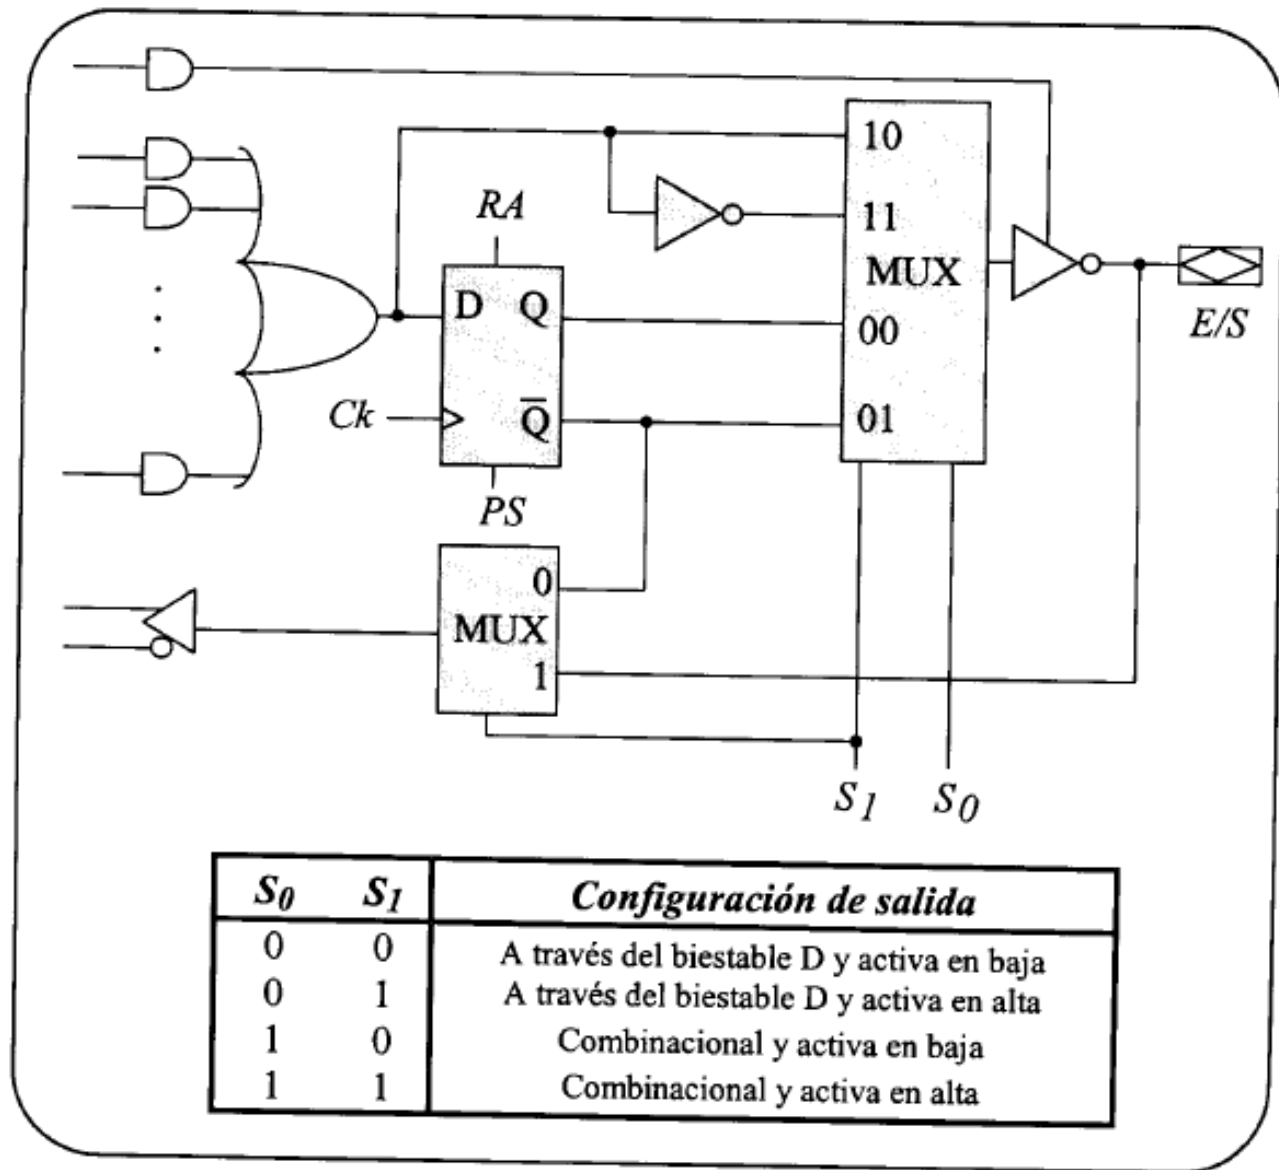 10
RA
11
MUX
D Q
00
E/S
Ck
Q̅
01
PS
0
MUX
1
S1 S0
S0 S1 Configuración de salida
0 0 A través del biestable D y activa en baja
0 1 A través del biestable D y activa en alta
1 0 Combinacional y activa en baja
1 1 Combinacional y activa en alta